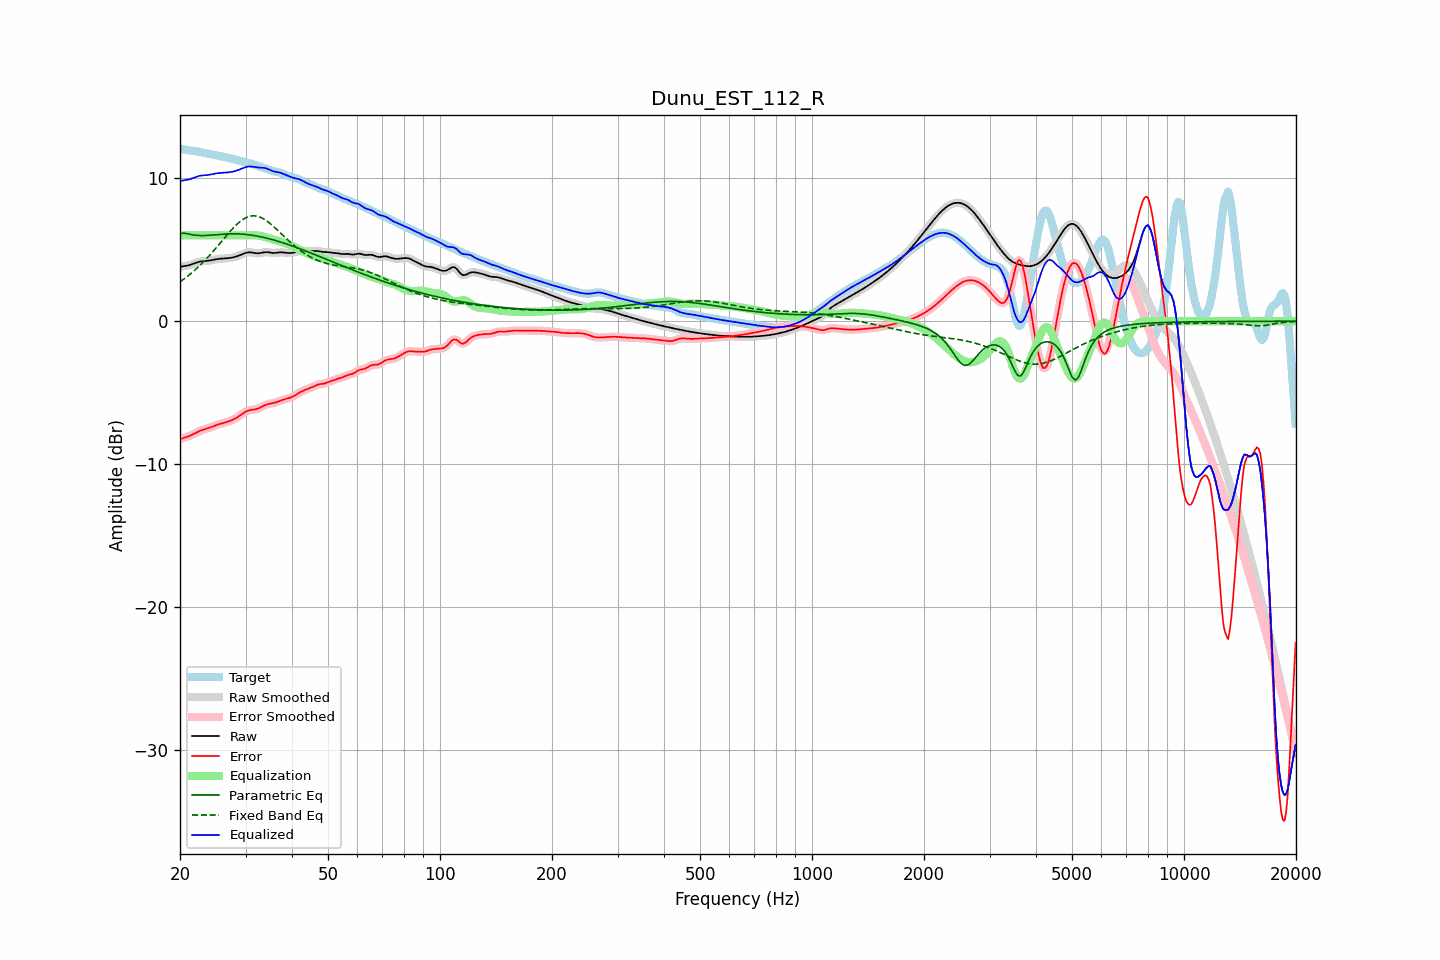 Dunu_EST_112_R
Amplitude (dBr)
10
0
−10
−20
−30
Target
Raw Smoothed
Error Smoothed
Raw
Error
Equalization
Parametric Eq
Fixed Band Eq
Equalized
20 50 100 200 500 1000 2000 5000 10000 20000
Frequency (Hz)